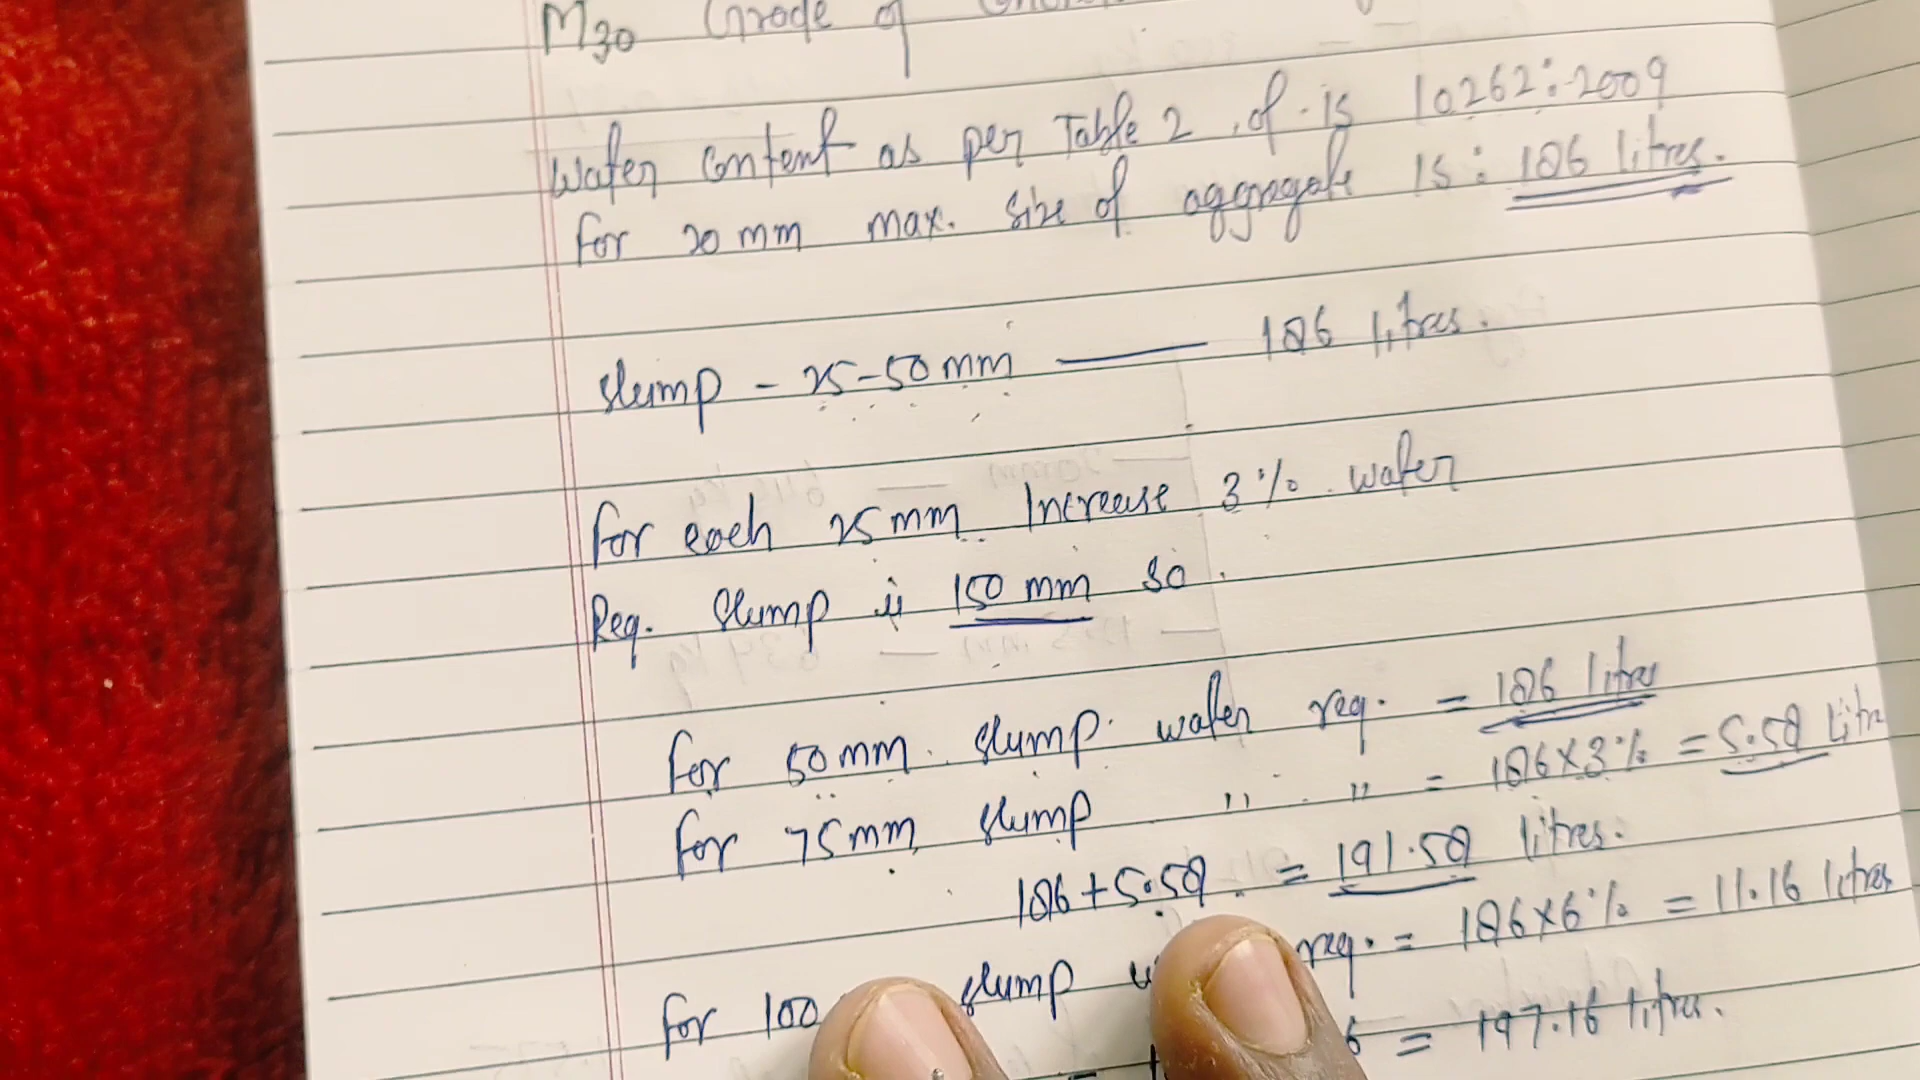 M30 Grade of
Water content as per Table 2 of IS 10262:2009
for 20 mm max. size of aggregate is: 186 litres.
slump - 25-50 mm — 186 litres.
for each 25 mm Increase 3% water
Req. slump is 150 mm so
for 50 mm slump water req. = 186 litres
for 75 mm slump " " = 186×3% = 5.58 litr
186+5.58 = 191.58 litres.
for 100 slump req. = 186×6% = 11.16 litres
6 = 197.16 litres.